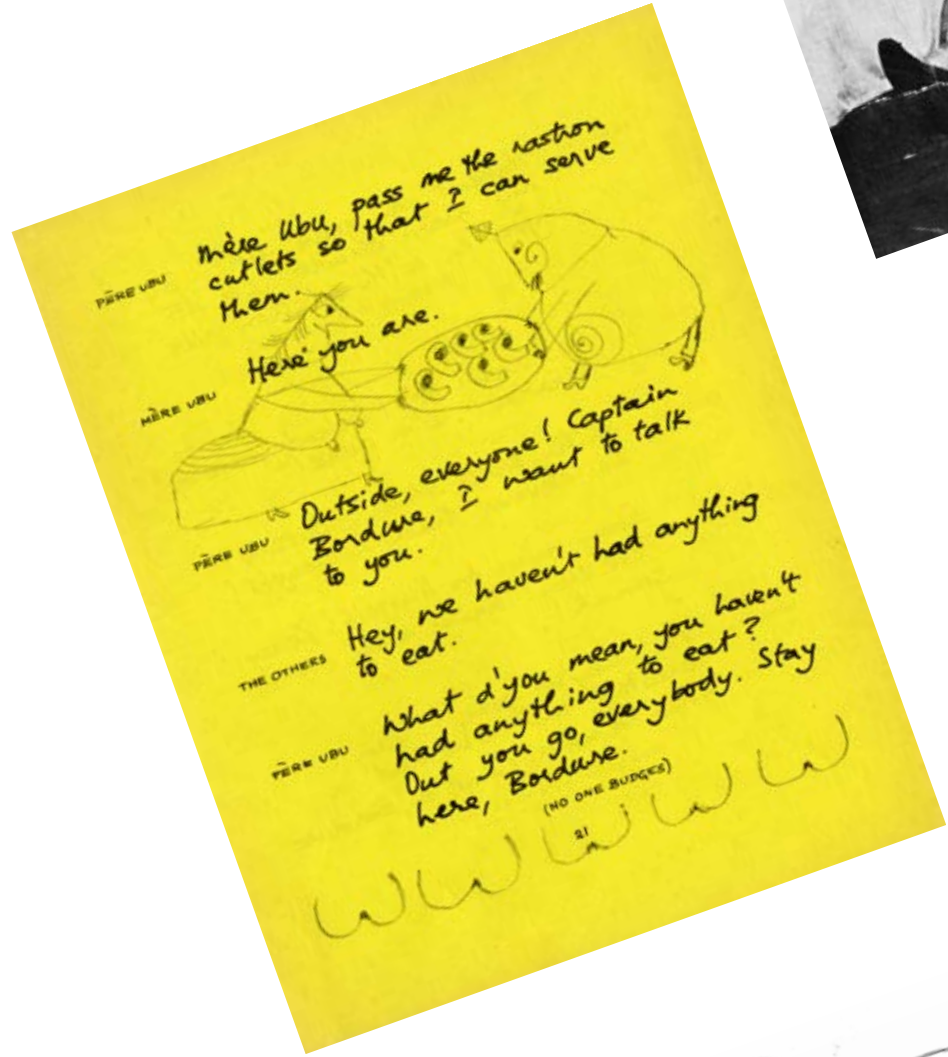 PÈRE UBU Mère Ubu, pass me the rastron
cutlets so that I can serve
them.
MÈRE UBU Here you are.
PÈRE UBU Outside, everyone! Captain
Bordure, I want to talk
to you.
THE OTHERS Hey, we haven't had anything
to eat.
PÈRE UBU What d'you mean, you haven't
had anything to eat?
Out you go, everybody. Stay
here, Bordure.
(NO ONE BUDGES)
21